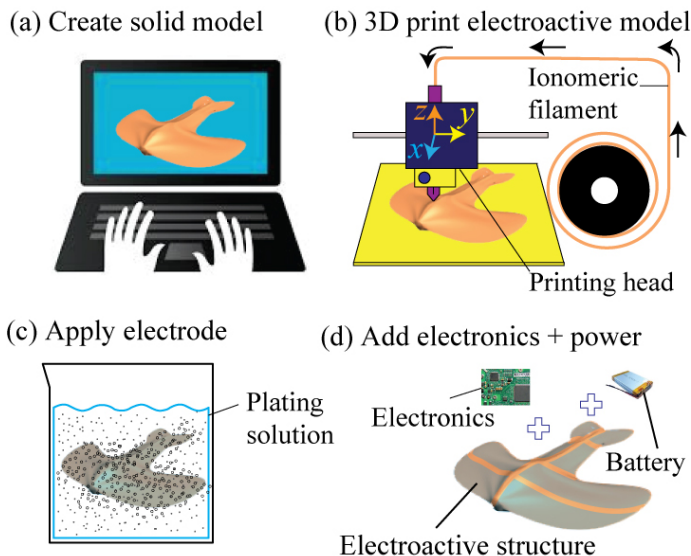 (a) Create solid model
(b) 3D print electroactive model
Ionomeric
filament
z
y
x
Printing head
(c) Apply electrode
Plating
solution
(d) Add electronics + power
Electronics
Battery
Electroactive structure